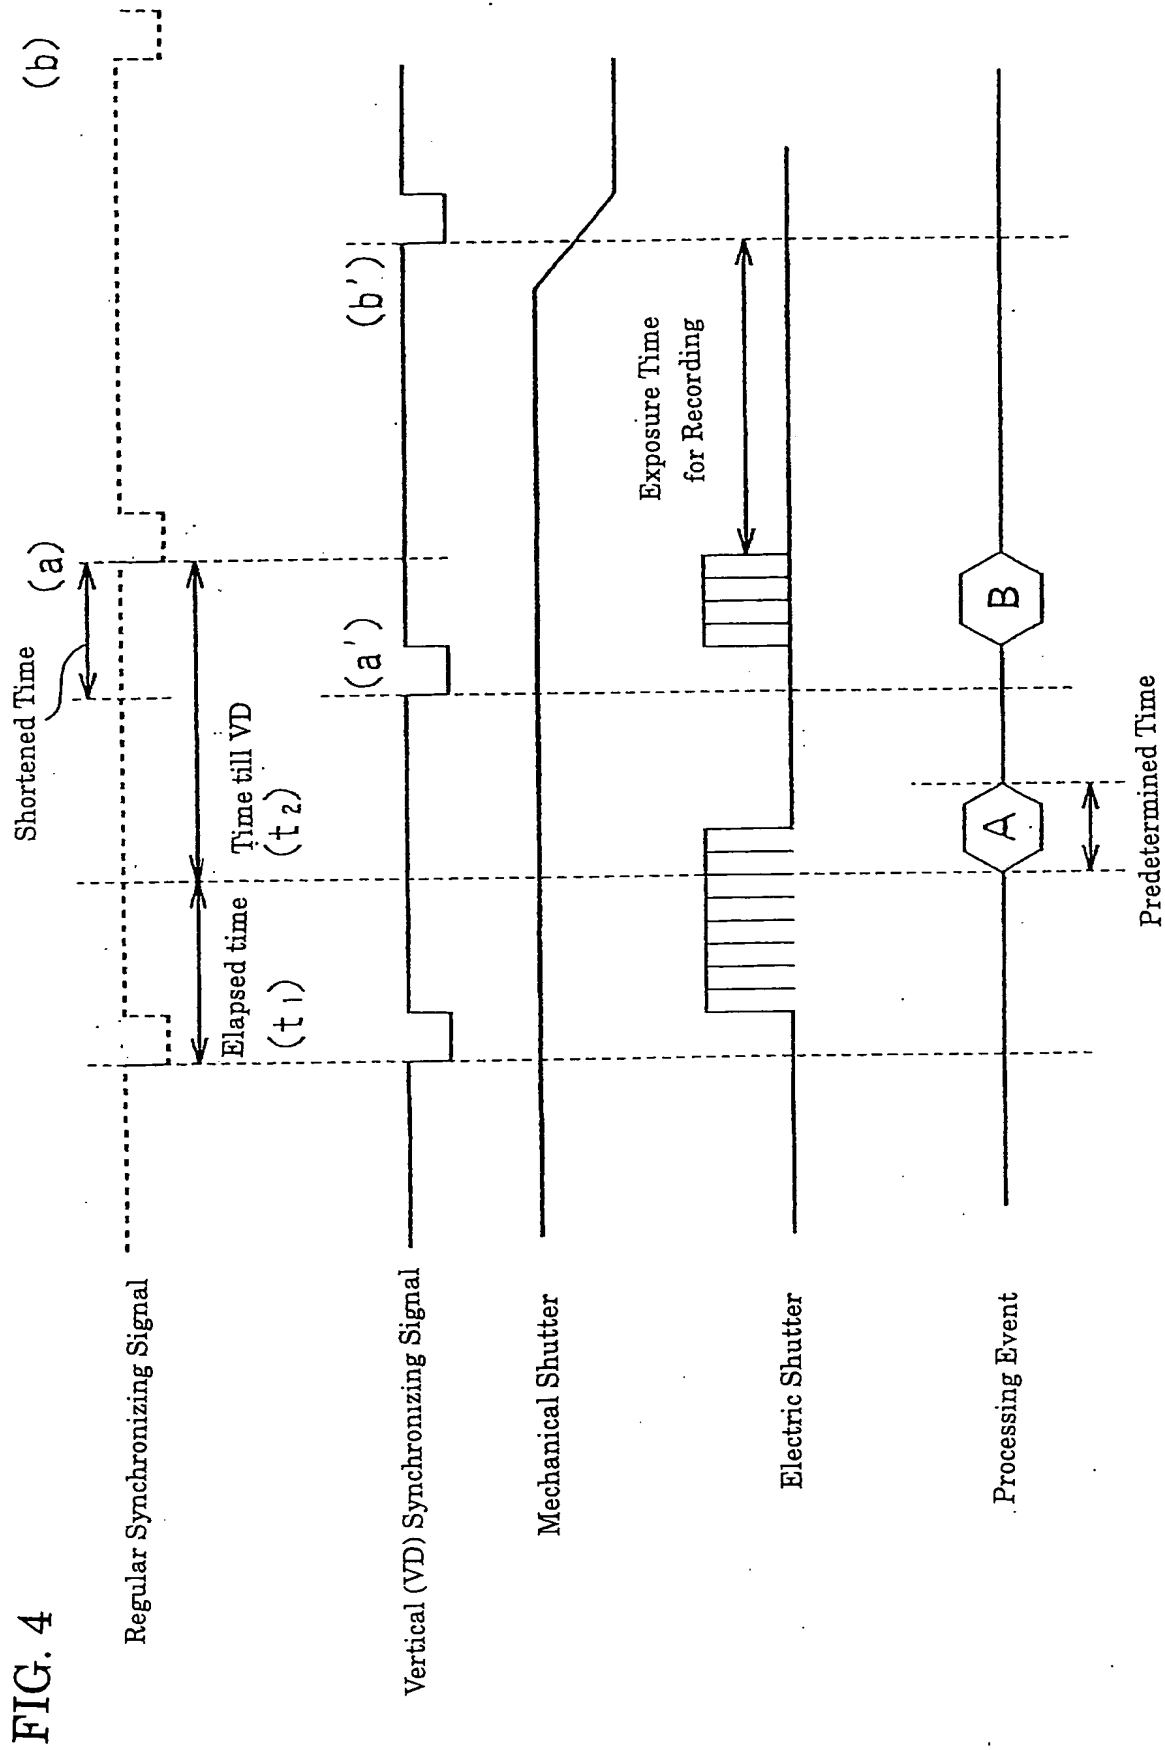 FIG. 4
Shortened Time
(a)
(b)
Regular Synchronizing Signal
Elapsed time
(t1)
Time till VD
(t2)
Vertical (VD) Synchronizing Signal
(a')
(b')
Mechanical Shutter
Exposure Time
for Recording
Electric Shutter
Processing Event
A
B
Predetermined Time